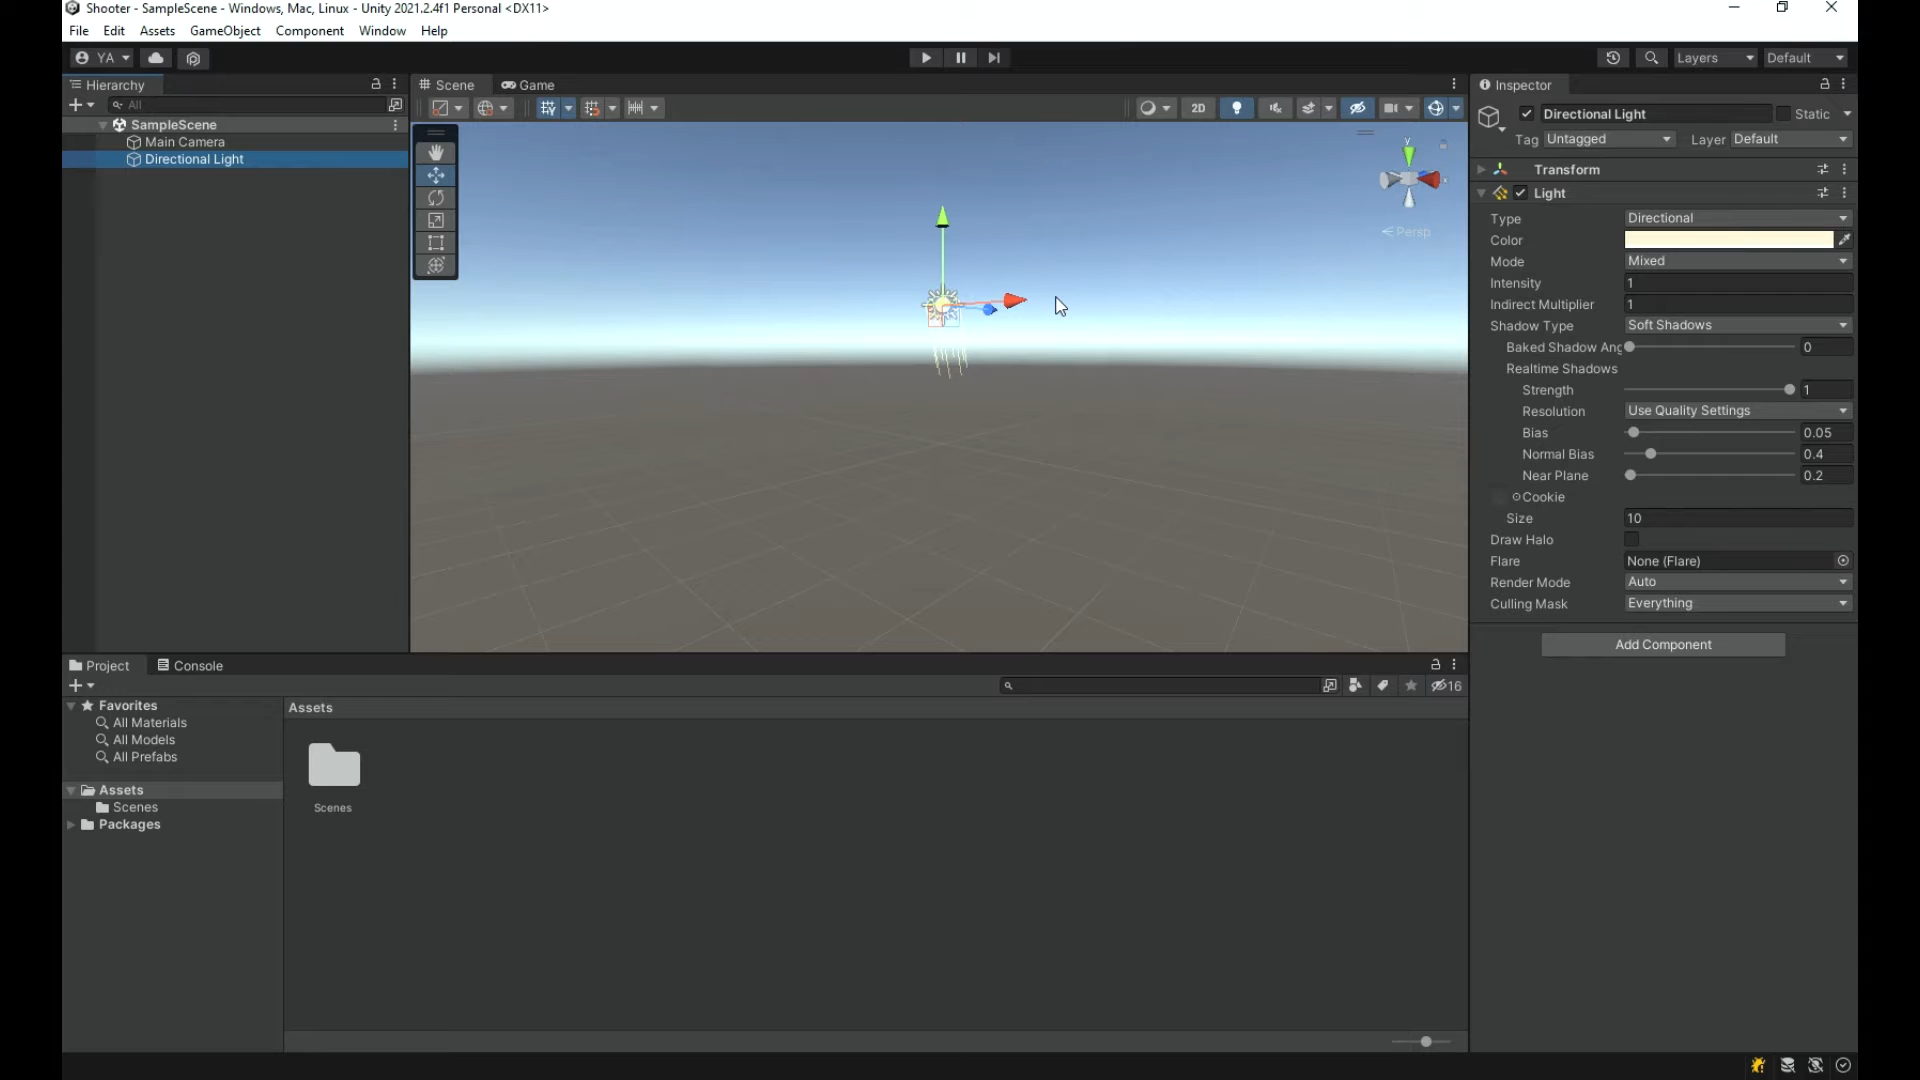 Shooter - SampleScene - Windows, Mac, Linux - Unity 2021.2.4f1 Personal <DX11>
File Edit Assets GameObject Component Window Help
YA Layers Default
Hierarchy
All
SampleScene
Main Camera
Directional Light
Scene Game
2D
y
Persp
Inspector
Directional Light Static
Tag Untagged Layer Default
Transform
Light
Type Directional
Color
Mode Mixed
Intensity 1
Indirect Multiplier 1
Shadow Type Soft Shadows
Baked Shadow Ang 0
Realtime Shadows
Strength 1
Resolution Use Quality Settings
Bias 0.05
Normal Bias 0.4
Near Plane 0.2
Cookie
Size 10
Draw Halo
Flare None (Flare)
Render Mode Auto
Culling Mask Everything
Add Component
Project Console
16
Favorites
All Materials
All Models
All Prefabs
Assets
Scenes
Packages
Assets
Scenes